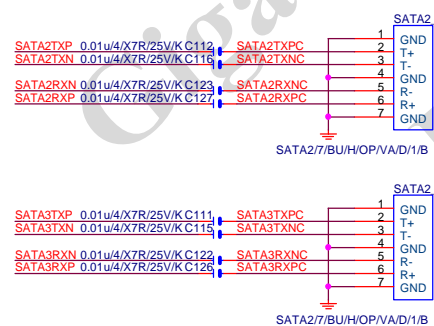 SATA2
SATA2TXP 0.01u/4/X7R/25V/K C112 SATA2TXPC 1 GND
SATA2TXN 0.01u/4/X7R/25V/K C116 SATA2TXNC 2 T+
3 T-
4 GND
SATA2RXN 0.01u/4/X7R/25V/K C123 SATA2RXNC 5 R-
SATA2RXP 0.01u/4/X7R/25V/K C127 SATA2RXPC 6 R+
7 GND
SATA2/7/BU/H/OP/VA/D/1/B
SATA2
SATA3TXP 0.01u/4/X7R/25V/K C111 SATA3TXPC 1 GND
SATA3TXN 0.01u/4/X7R/25V/K C115 SATA3TXNC 2 T+
3 T-
4 GND
SATA3RXN 0.01u/4/X7R/25V/K C122 SATA3RXNC 5 R-
SATA3RXP 0.01u/4/X7R/25V/K C126 SATA3RXPC 6 R+
7 GND
SATA2/7/BU/H/OP/VA/D/1/B
Giga